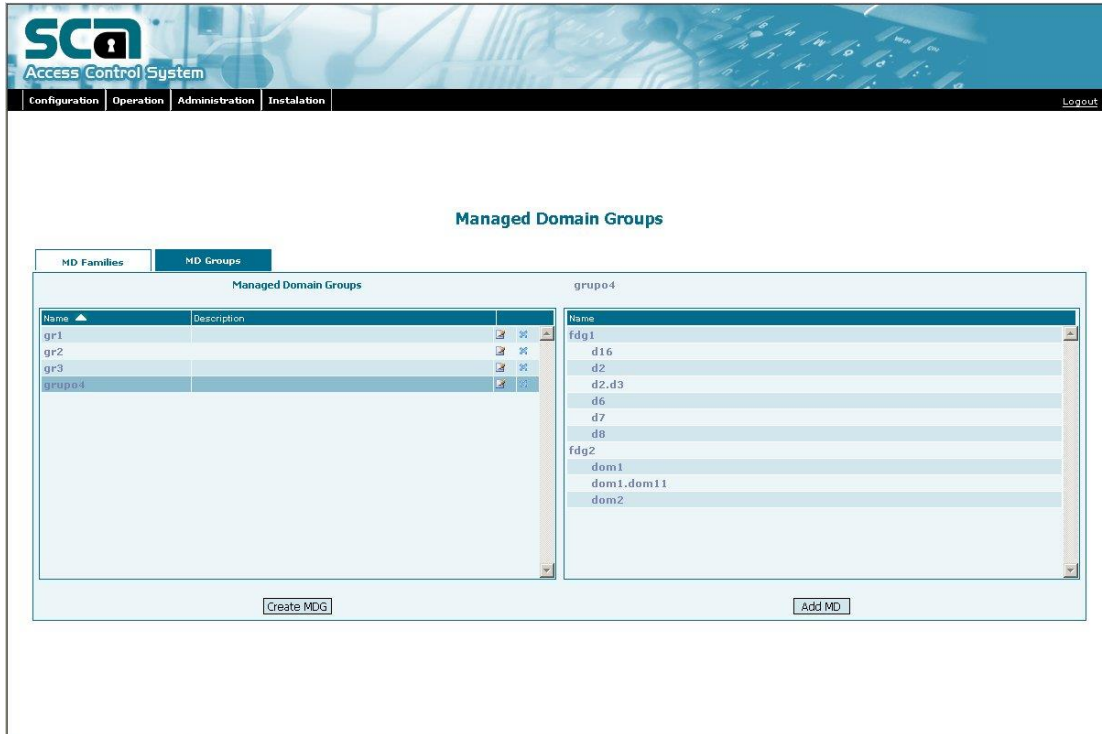 SCa
Access Control System
Configuration Operation Administration Instalation Logout
Managed Domain Groups
MD Families MD Groups
Managed Domain Groups grupo4
Name Description Name
gr1 fdg1
gr2 d16
gr3 d2
grupo4 d2.d3
d6
d7
d8
fdg2
dom1
dom1.dom11
dom2
Create MDG Add MD